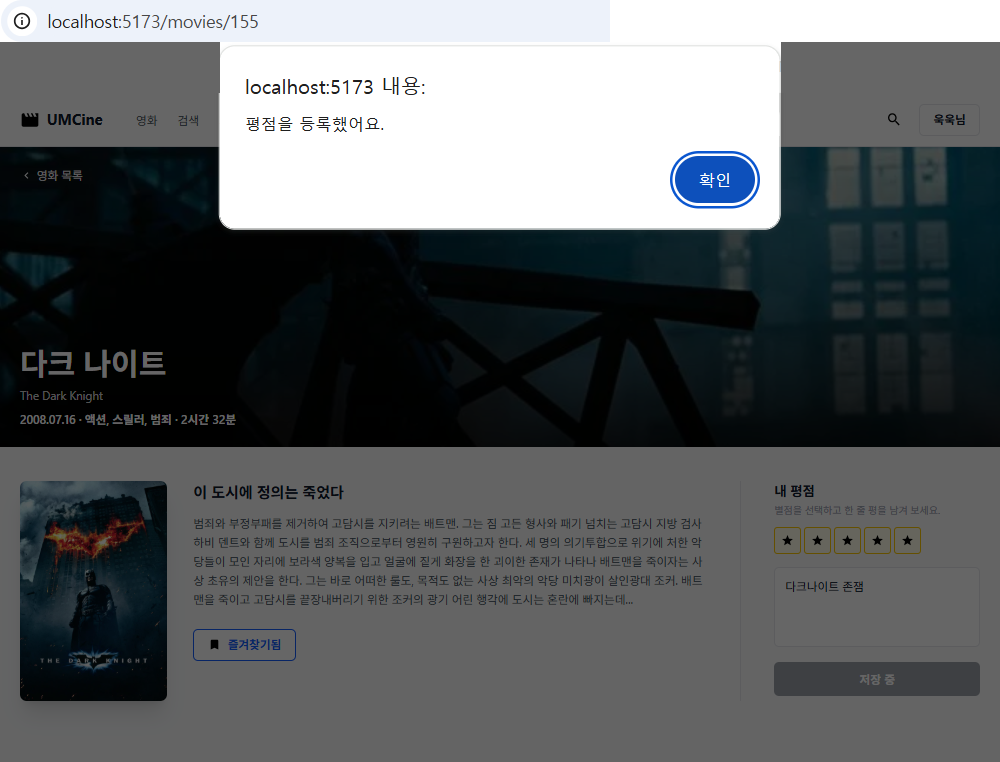 localhost:5173/movies/155
localhost:5173 내용:
평점을 등록했어요.
확인
UMCine 영화 검색 욱욱님
영화 목록
다크 나이트
The Dark Knight
2008.07.16 · 액션, 스릴러, 범죄 · 2시간 32분
이 도시에 정의는 죽었다
범죄와 부정부패를 제거하여 고담시를 지키려는 배트맨. 그는 짐 고든 형사와 패기 넘치는 고담시 지방 검사
하비 덴트와 함께 도시를 범죄 조직으로부터 영원히 구원하고자 한다. 세 명의 의기투합으로 위기에 처한 악
당들이 모인 자리에 보라색 양복을 입고 얼굴에 짙게 화장을 한 괴이한 존재가 나타나 배트맨을 죽이자는 사
상 초유의 제안을 한다. 그는 바로 어떠한 룰도, 목적도 없는 사상 최악의 악당 미치광이 살인광대 조커. 배트
맨을 죽이고 고담시를 끝장내버리기 위한 조커의 광기 어린 행각에 도시는 혼란에 빠지는데...
즐겨찾기됨
THE DARK KNIGHT
내 평점
별점을 선택하고 한 줄 평을 남겨 보세요.
다크나이트 존잼
저장 중